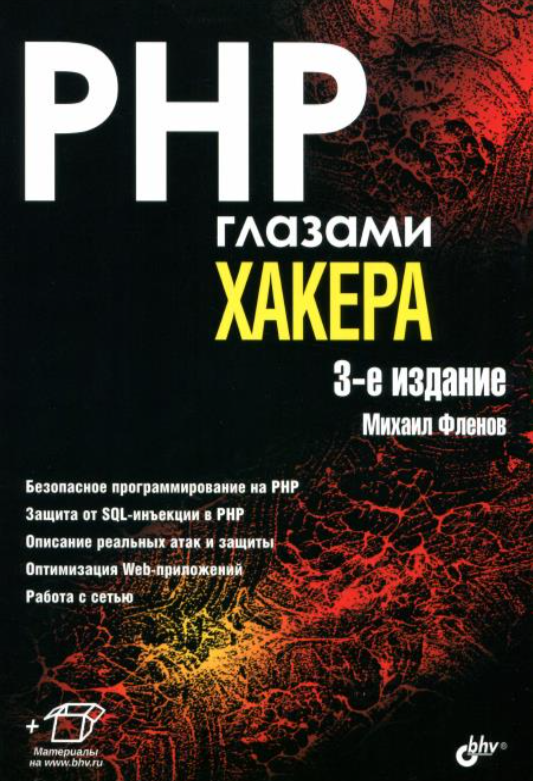 PHP
глазами
ХАКЕРА
3-е издание
Михаил Фленов
Безопасное программирование на PHP
Защита от SQL-инъекции в PHP
Описание реальных атак и защиты
Оптимизация Web-приложений
Работа с сетью
+
Материалы
на www.bhv.ru
bhv®